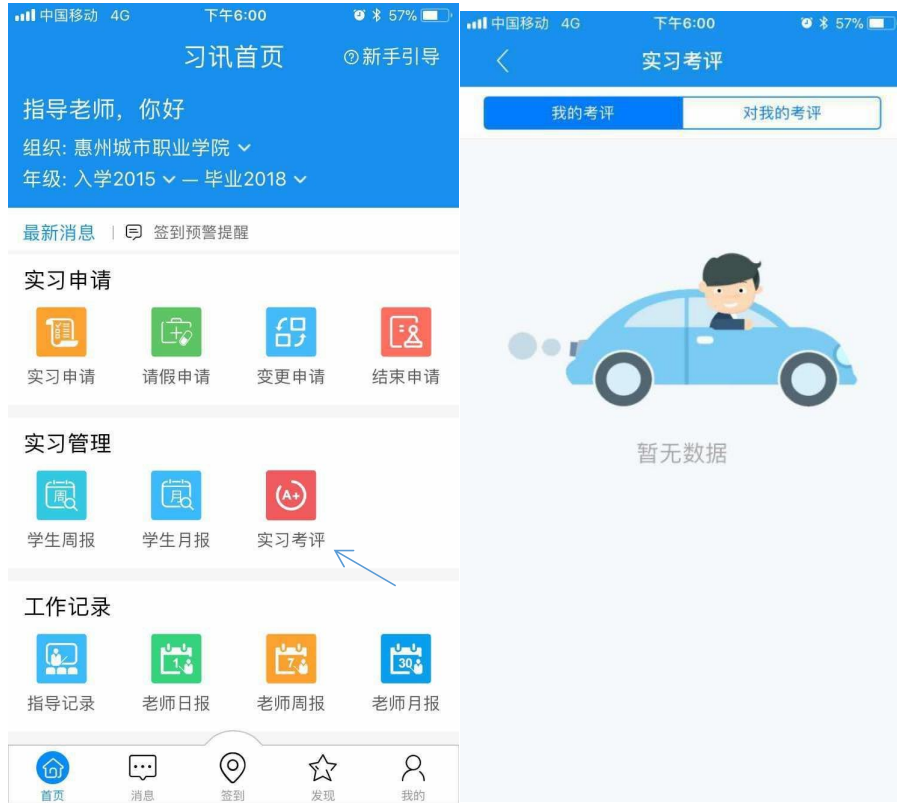 中国移动 4G 下午6:00 57%
习讯首页 新手引导
指导老师，你好
组织: 惠州城市职业学院
年级: 入学2015 — 毕业2018
最新消息 签到预警提醒
实习申请
实习申请 请假申请 变更申请 结束申请
实习管理
周 月 A+
学生周报 学生月报 实习考评
工作记录
1 7 30
指导记录 老师日报 老师周报 老师月报
首页 消息 签到 发现 我的
中国移动 4G 下午6:00 57%
实习考评
我的考评 对我的考评
暂无数据